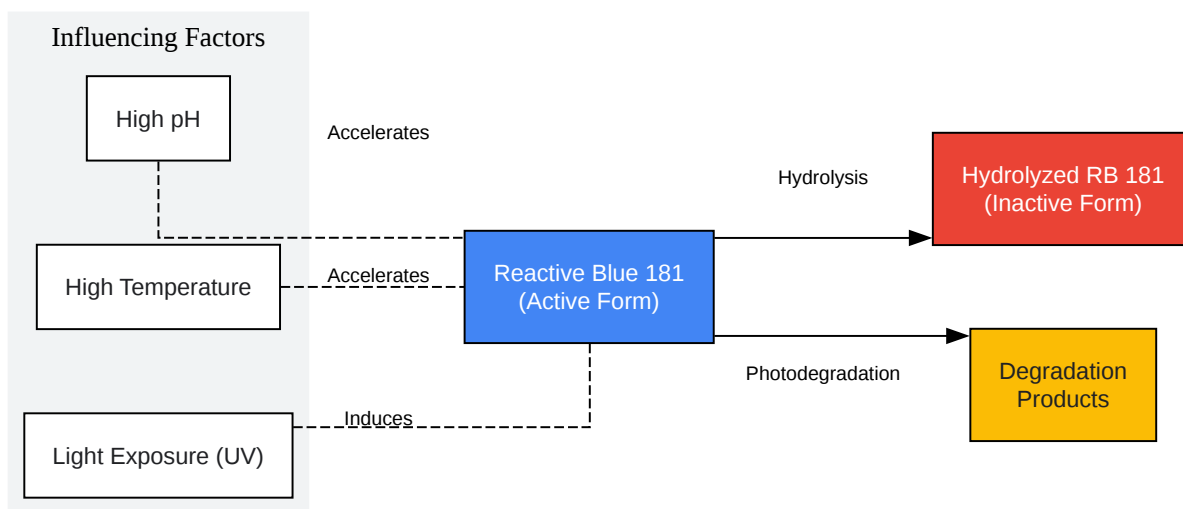 Influencing Factors
High pH
Accelerates
High Temperature
Accelerates
Light Exposure (UV)
Induces
Reactive Blue 181
(Active Form)
Hydrolysis
Hydrolyzed RB 181
(Inactive Form)
Photodegradation
Degradation
Products